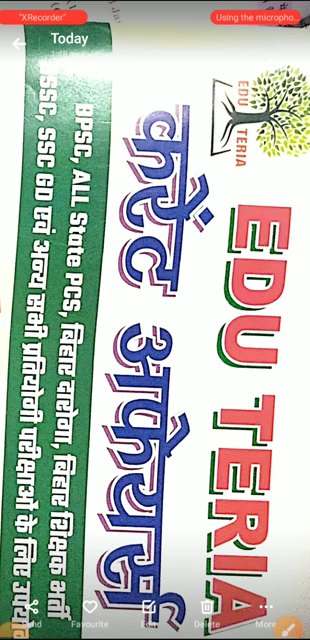 "XRecorder"
Using the micropho...
Today
EDU TERIA
EDU TERIA
करेंट अफेयर्स
BPSC, ALL State PCS, बिहार दारोगा, बिहार शिक्षक भर्ती
SSC, SSC GD एवं अन्य सभी प्रतियोगी परीक्षाओं के लिए
Send
Favourite
Edit
Delete
More